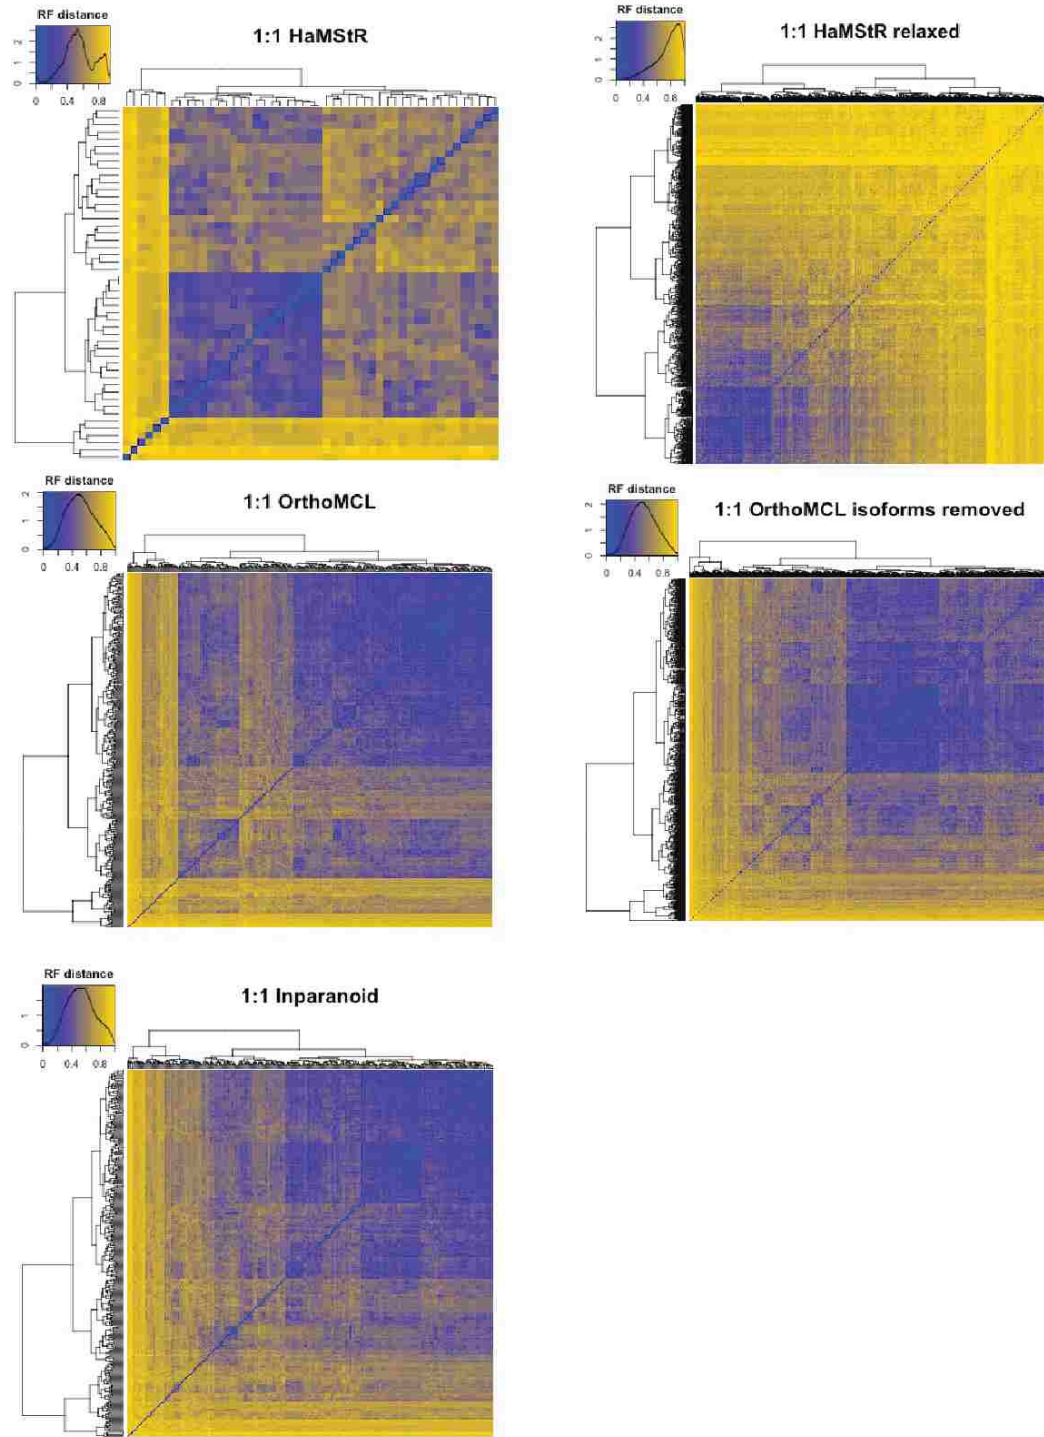 RF distance
1:1 HaMStR
0 1 2
0 0.4 0.8
RF distance
1:1 HaMStR relaxed
0 1 2
0 0.4 0.8
RF distance
1:1 OrthoMCL
0 1 2
0 0.4 0.8
RF distance
1:1 OrthoMCL isoforms removed
0 1 2
0 0.4 0.8
RF distance
1:1 Inparanoid
0 1
0 0.4 0.8